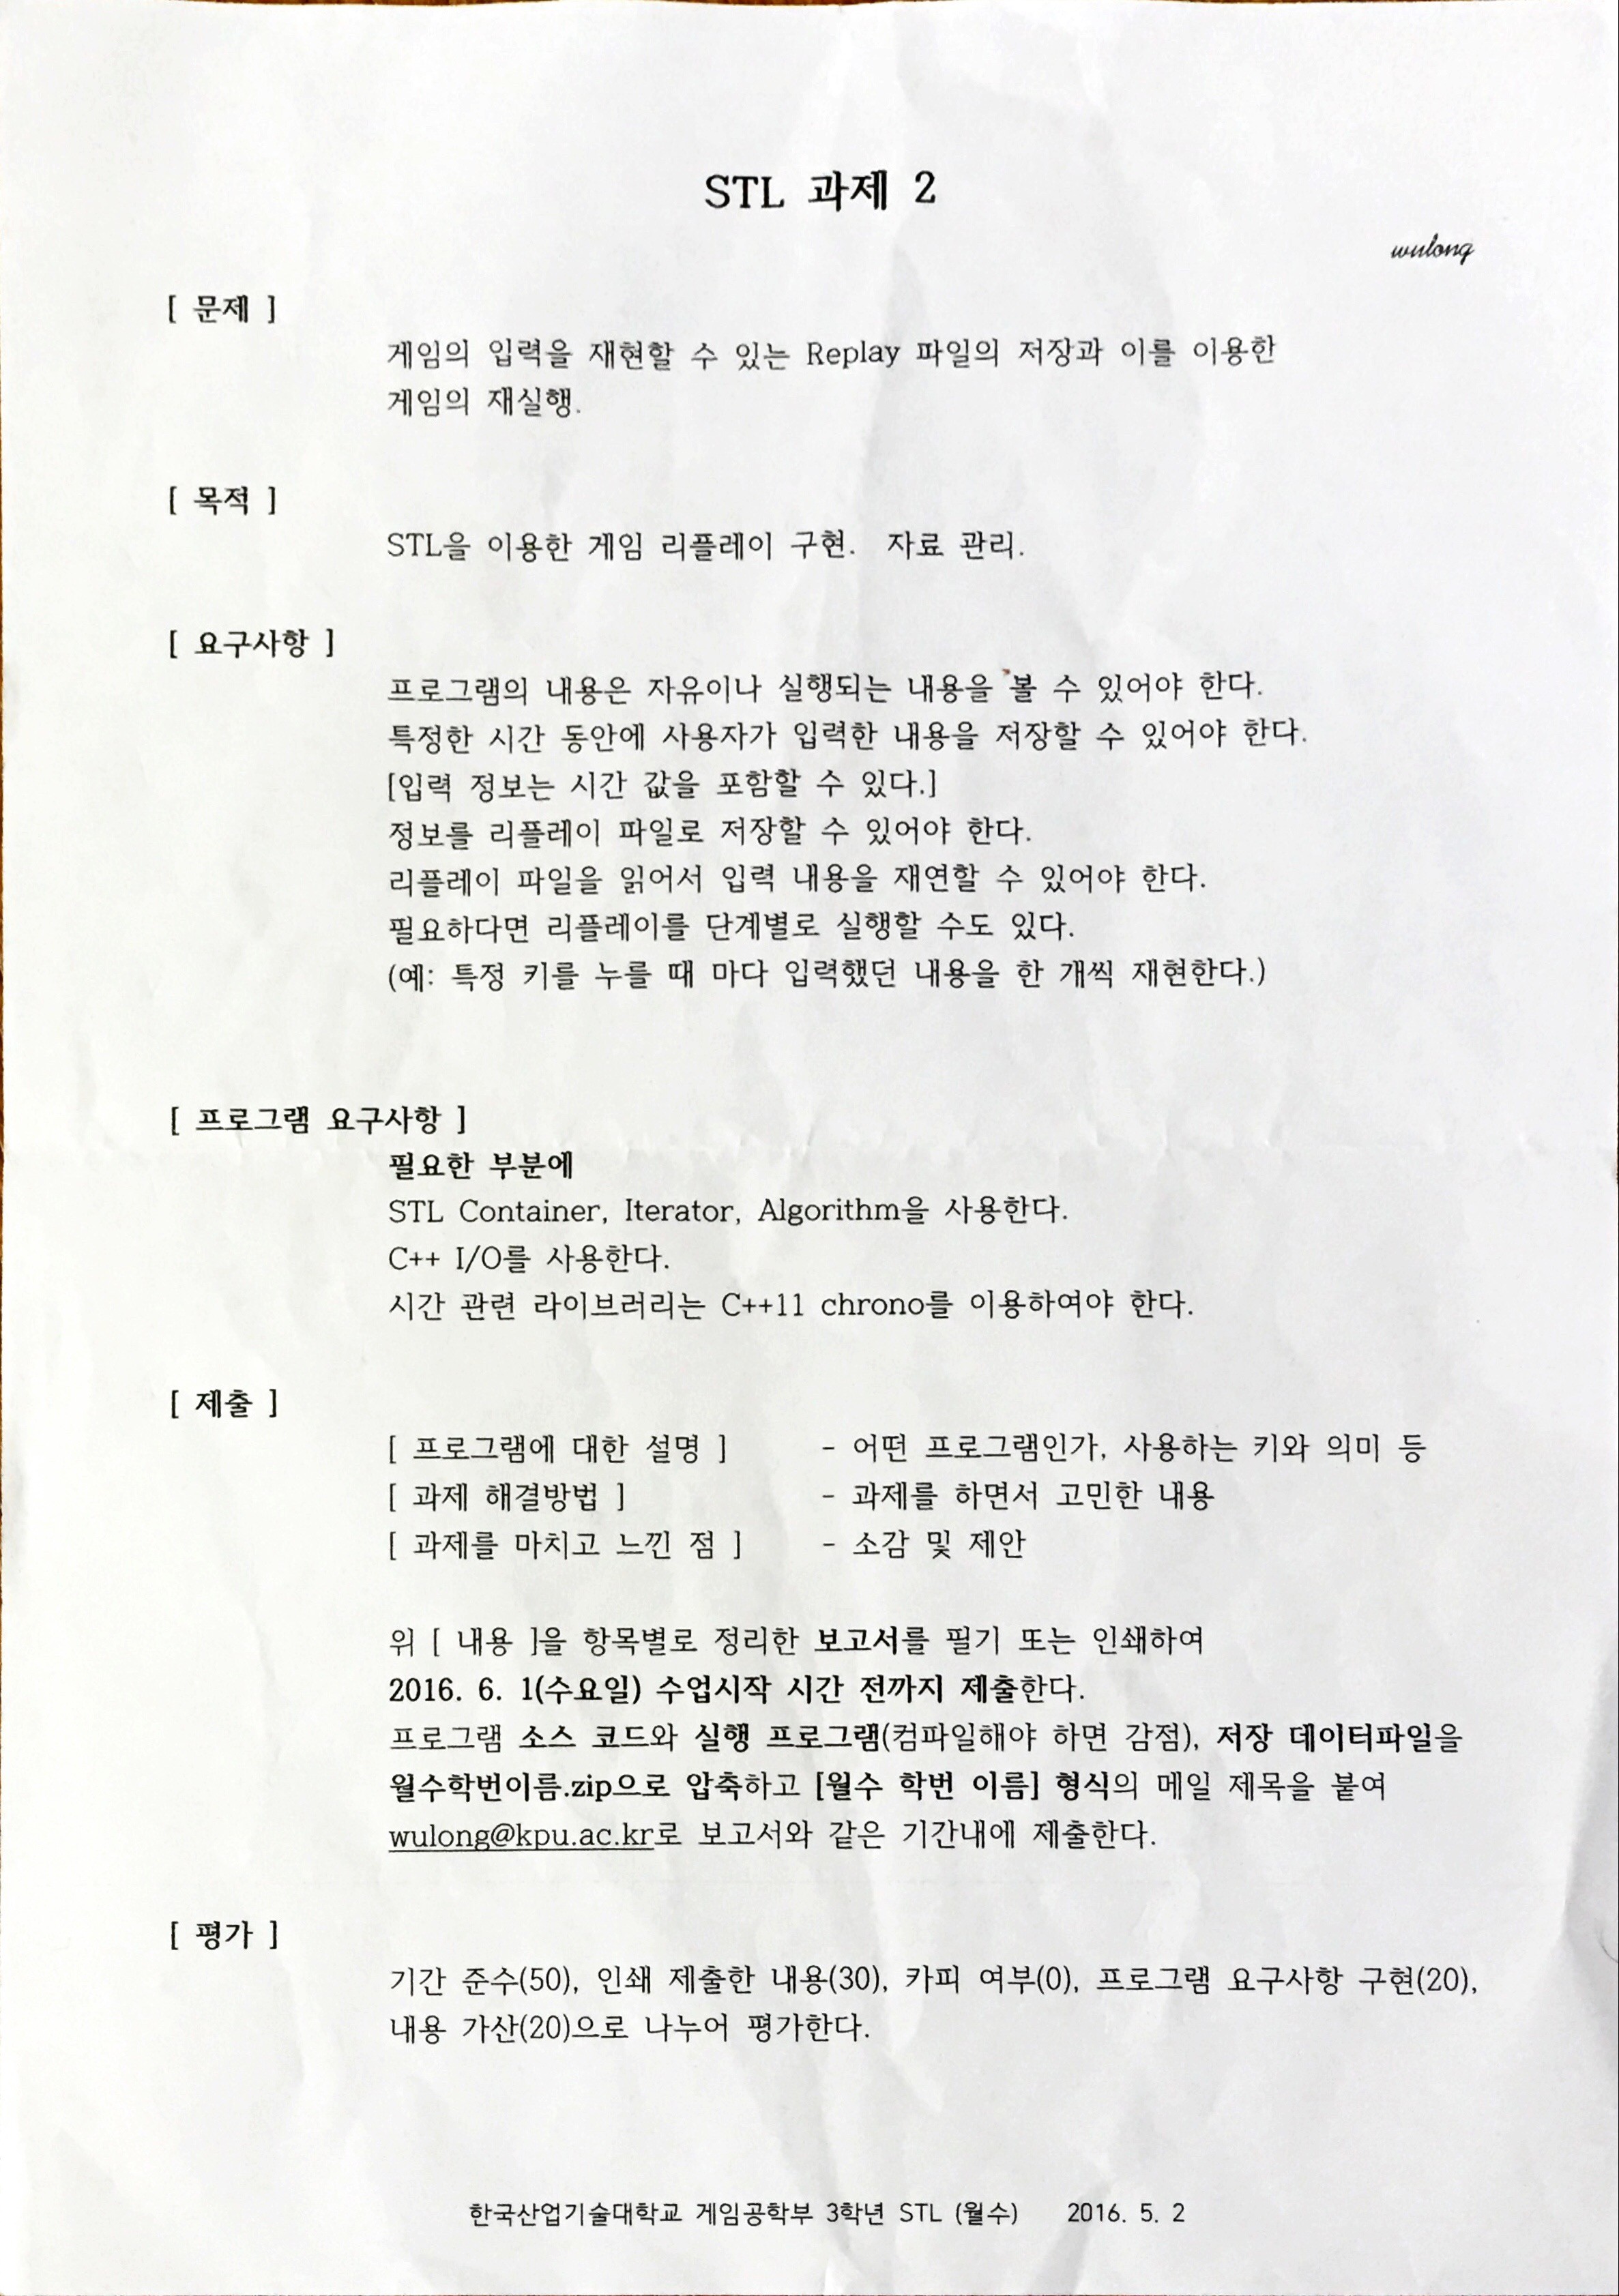 STL 과제 2
wulong
[ 문제 ]
게임의 입력을 재현할 수 있는 Replay 파일의 저장과 이를 이용한
게임의 재실행.
[ 목적 ]
STL을 이용한 게임 리플레이 구현. 자료 관리.
[ 요구사항 ]
프로그램의 내용은 자유이나 실행되는 내용을 볼 수 있어야 한다.
특정한 시간 동안에 사용자가 입력한 내용을 저장할 수 있어야 한다.
[입력 정보는 시간 값을 포함할 수 있다.]
정보를 리플레이 파일로 저장할 수 있어야 한다.
리플레이 파일을 읽어서 입력 내용을 재연할 수 있어야 한다.
필요하다면 리플레이를 단계별로 실행할 수도 있다.
(예: 특정 키를 누를 때 마다 입력했던 내용을 한 개씩 재현한다.)
[ 프로그램 요구사항 ]
필요한 부분에
STL Container, Iterator, Algorithm을 사용한다.
C++ I/O를 사용한다.
시간 관련 라이브러리는 C++11 chrono를 이용하여야 한다.
[ 제출 ]
[ 프로그램에 대한 설명 ] - 어떤 프로그램인가, 사용하는 키와 의미 등
[ 과제 해결방법 ] - 과제를 하면서 고민한 내용
[ 과제를 마치고 느낀 점 ] - 소감 및 제안
위 [ 내용 ]을 항목별로 정리한 보고서를 필기 또는 인쇄하여
2016. 6. 1(수요일) 수업시작 시간 전까지 제출한다.
프로그램 소스 코드와 실행 프로그램(컴파일해야 하면 감점), 저장 데이터파일을
월수학번이름.zip으로 압축하고 [월수 학번 이름] 형식의 메일 제목을 붙여
wulong@kpu.ac.kr로 보고서와 같은 기간내에 제출한다.
[ 평가 ]
기간 준수(50), 인쇄 제출한 내용(30), 카피 여부(0), 프로그램 요구사항 구현(20),
내용 가산(20)으로 나누어 평가한다.
한국산업기술대학교 게임공학부 3학년 STL (월수) 2016. 5. 2